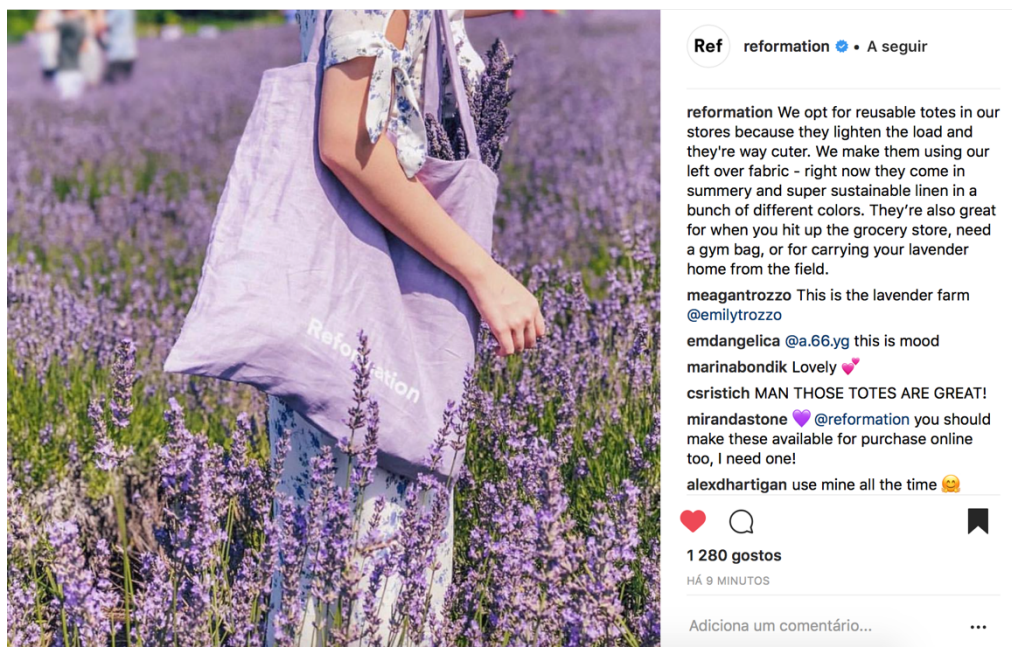 Reformation
Ref
reformation • A seguir
reformation We opt for reusable totes in our
stores because they lighten the load and
they're way cuter. We make them using our
left over fabric - right now they come in
summery and super sustainable linen in a
bunch of different colors. They’re also great
for when you hit up the grocery store, need
a gym bag, or for carrying your lavender
home from the field.
meagantrozzo This is the lavender farm
@emilytrozzo
emdangelica @a.66.yg this is mood
marinabondik Lovely 💕
csristich MAN THOSE TOTES ARE GREAT!
mirandastone 💜 @reformation you should
make these available for purchase online
too, I need one!
alexdhartigan use mine all the time 🤗
1 280 gostos
HÁ 9 MINUTOS
Adiciona um comentário...